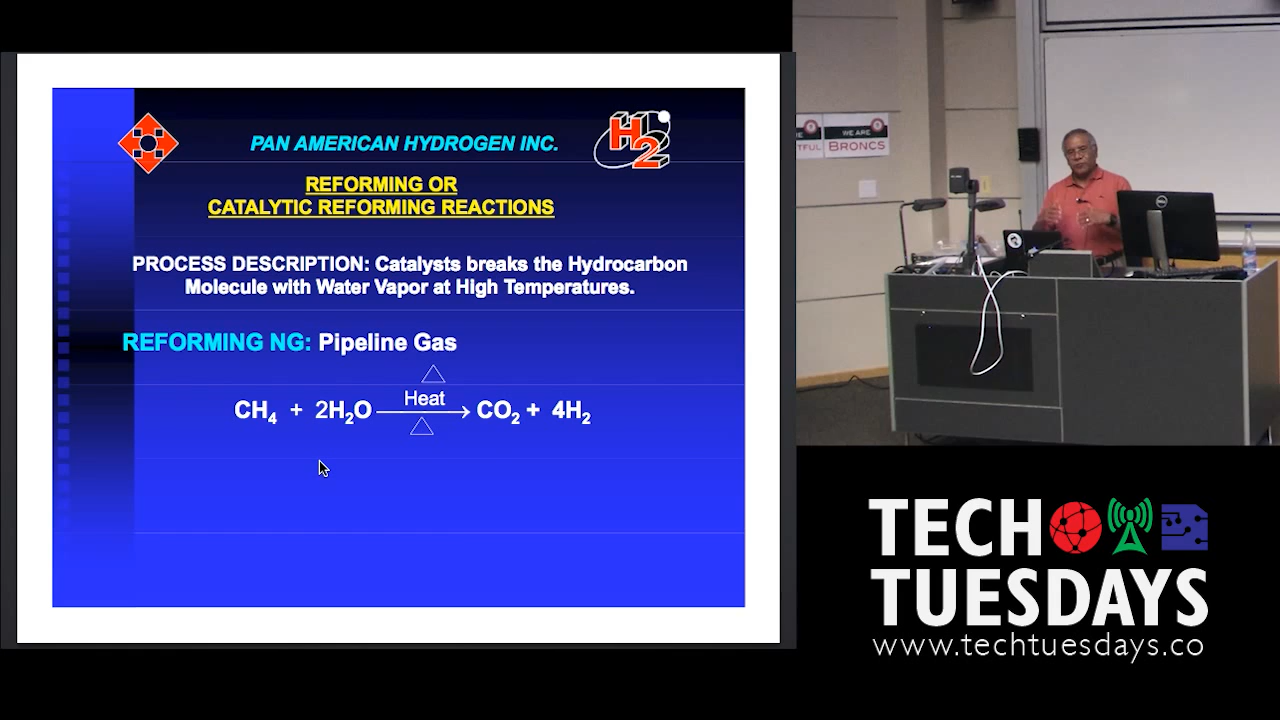 PAN AMERICAN HYDROGEN INC.
H2
REFORMING OR
CATALYTIC REFORMING REACTIONS
PROCESS DESCRIPTION: Catalysts breaks the Hydrocarbon
Molecule with Water Vapor at High Temperatures.
REFORMING NG: Pipeline Gas
Heat
CH₄ + 2H₂O ⟶ CO₂ + 4H₂
WE ARE
TFUL
BRONCS
DELL
TECH
TUESDAYS
www.techtuesdays.co